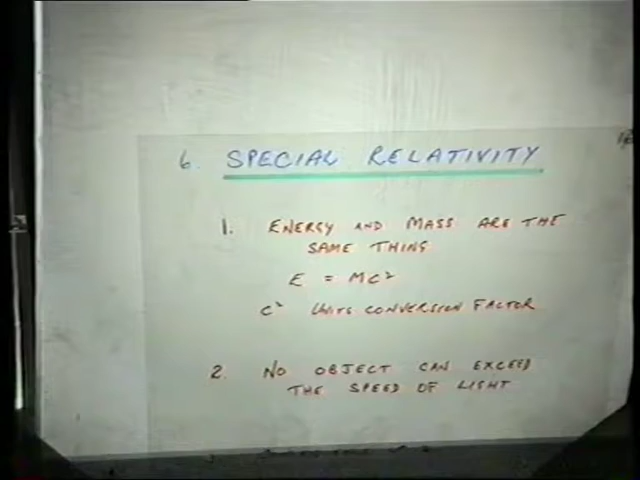 6. SPECIAL RELATIVITY
1. ENERGY AND MASS ARE THE
SAME THING
E = MC²
C² UNITS CONVERSION FACTOR
2. NO OBJECT CAN EXCEED
THE SPEED OF LIGHT